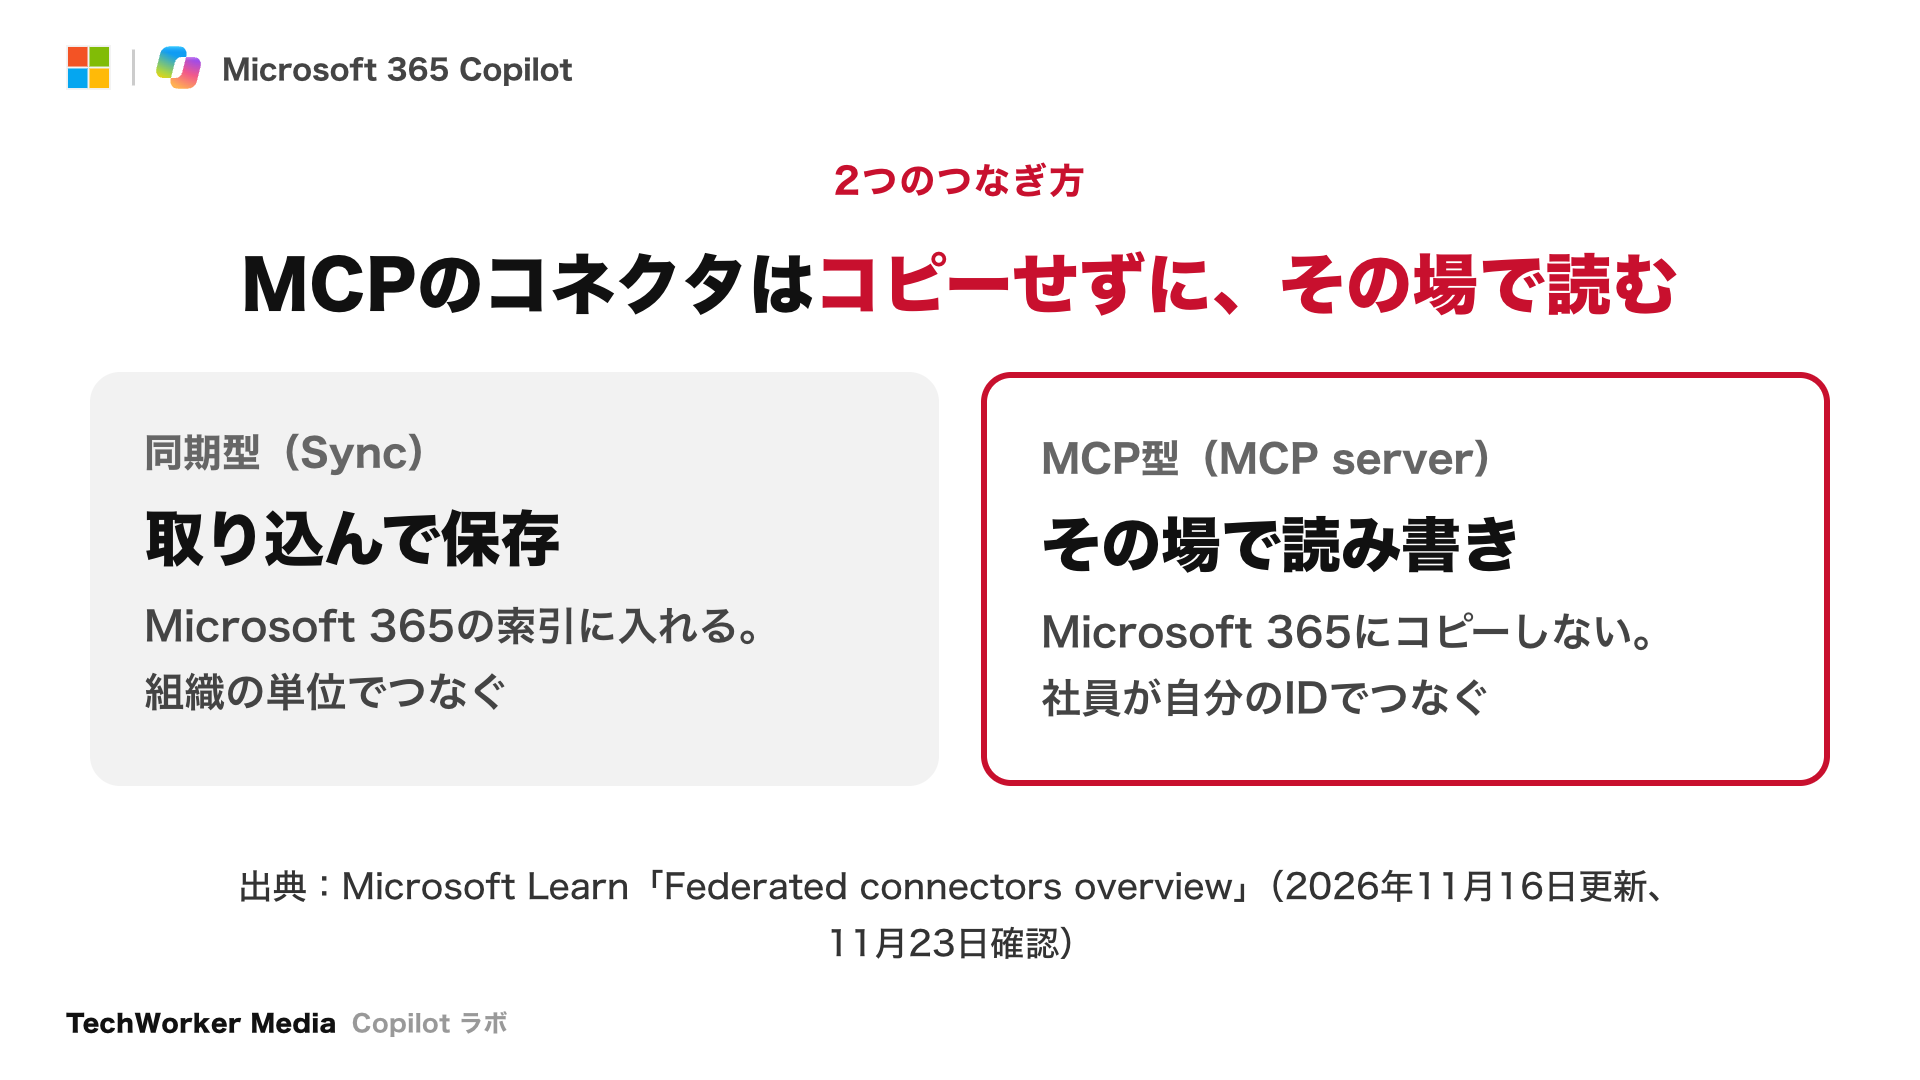 Microsoft 365 Copilot
2つのつなぎ方
MCPのコネクタはコピーせずに、その場で読む
同期型（Sync）
取り込んで保存
Microsoft 365の索引に入れる。
組織の単位でつなぐ
MCP型（MCP server）
その場で読み書き
Microsoft 365にコピーしない。
社員が自分のIDでつなぐ
出典：Microsoft Learn「Federated connectors overview」（2026年11月16日更新、
11月23日確認）
TechWorker Media Copilot ラボ